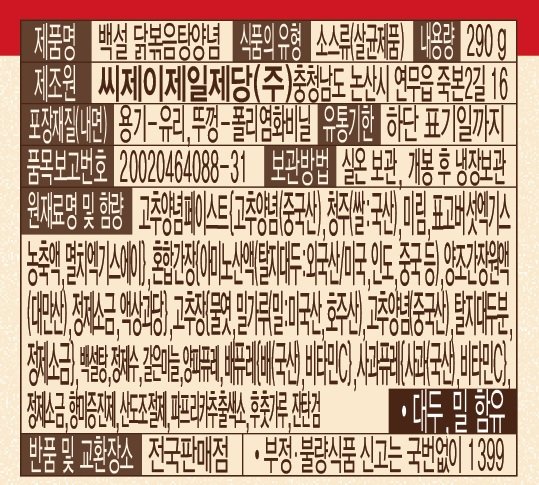 제품명 백설 닭볶음탕양념 식품의 유형 소스류(살균제품) 내용량 290 g
제조원 씨제이제일제당(주)충청남도 논산시 연무읍 죽본2길 16
포장재질(내면) 용기-유리, 뚜껑-폴리염화비닐 유통기한 하단 표기일까지
품목보고번호 20020464088-31 보관방법 실온 보관, 개봉 후 냉장보관
원재료명 및 함량 고추양념페이스트{고추양념(중국산), 청주(쌀:국산), 미림, 표고버섯엑기스
농축액, 멸치엑기스에이}, 혼합간장{아미노산액(탈지대두:외국산/미국, 인도, 중국 등), 양조간장원액
(대만산), 정제소금, 액상과당}, 고추장{물엿, 밀가루(밀:미국산, 호주산), 고추양념(중국산), 탈지대두분,
정제소금}, 백설탕, 정제수, 갈은마늘, 양파퓨레, 배퓨레{배(국산), 비타민C}, 사과퓨레{사과(국산), 비타민C},
정제소금, 향미증진제, 산도조절제, 파프리카추출색소, 후춧가루, 잔탄검
• 대두, 밀 함유
반품 및 교환장소 전국판매점 • 부정·불량식품 신고는 국번없이 1399